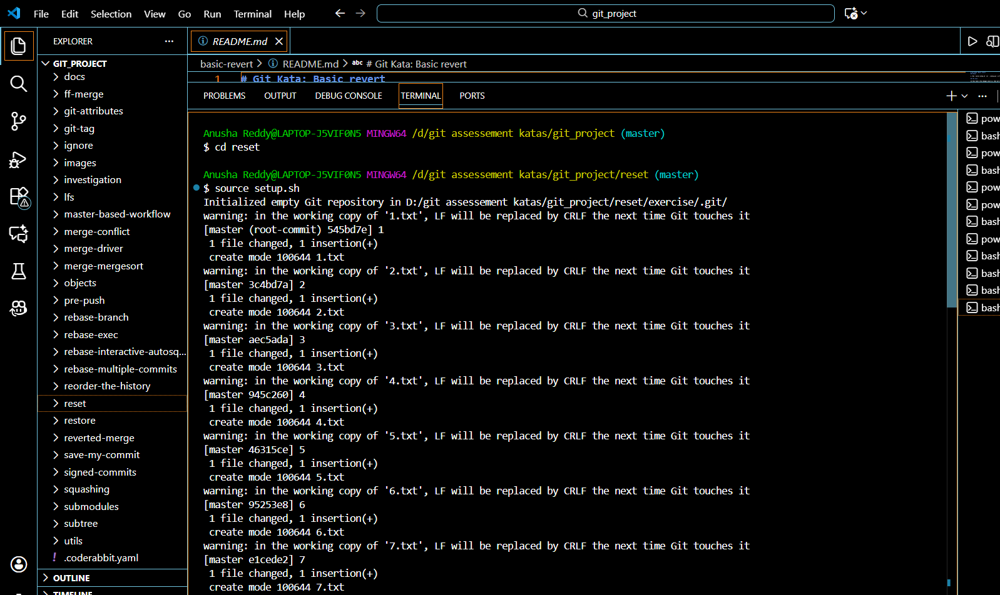 File Edit Selection View Go Run Terminal Help
git_project
EXPLORER
GIT_PROJECT
docs
ff-merge
git-attributes
git-tag
ignore
images
investigation
lfs
master-based-workflow
merge-conflict
merge-driver
merge-mergesort
objects
pre-push
rebase-branch
rebase-exec
rebase-interactive-autosq...
rebase-multiple-commits
reorder-the-history
reset
restore
reverted-merge
save-my-commit
signed-commits
squashing
submodules
subtree
utils
! .coderabbit.yaml
OUTLINE
TIMELINE
README.md
basic-revert > README.md > abc # Git Kata: Basic revert
1 # Git Kata: Basic revert
PROBLEMS OUTPUT DEBUG CONSOLE TERMINAL PORTS
Anusha Reddy@LAPTOP-J5VIF0N5 MINGW64 /d/git assessement katas/git_project (master)
$ cd reset
Anusha Reddy@LAPTOP-J5VIF0N5 MINGW64 /d/git assessement katas/git_project/reset (master)
$ source setup.sh
Initialized empty Git repository in D:/git assessement katas/git_project/reset/exercise/.git/
warning: in the working copy of '1.txt', LF will be replaced by CRLF the next time Git touches it
[master (root-commit) 545bd7e] 1
1 file changed, 1 insertion(+)
create mode 100644 1.txt
warning: in the working copy of '2.txt', LF will be replaced by CRLF the next time Git touches it
[master 3c4bd7a] 2
1 file changed, 1 insertion(+)
create mode 100644 2.txt
warning: in the working copy of '3.txt', LF will be replaced by CRLF the next time Git touches it
[master aec5ada] 3
1 file changed, 1 insertion(+)
create mode 100644 3.txt
warning: in the working copy of '4.txt', LF will be replaced by CRLF the next time Git touches it
[master 945c260] 4
1 file changed, 1 insertion(+)
create mode 100644 4.txt
warning: in the working copy of '5.txt', LF will be replaced by CRLF the next time Git touches it
[master 46315ce] 5
1 file changed, 1 insertion(+)
create mode 100644 5.txt
warning: in the working copy of '6.txt', LF will be replaced by CRLF the next time Git touches it
[master 95253e8] 6
1 file changed, 1 insertion(+)
create mode 100644 6.txt
warning: in the working copy of '7.txt', LF will be replaced by CRLF the next time Git touches it
[master e1cede2] 7
1 file changed, 1 insertion(+)
create mode 100644 7.txt
pow
bash
pow
bash
pow
pow
bash
pow
bash
bash
bash
bash